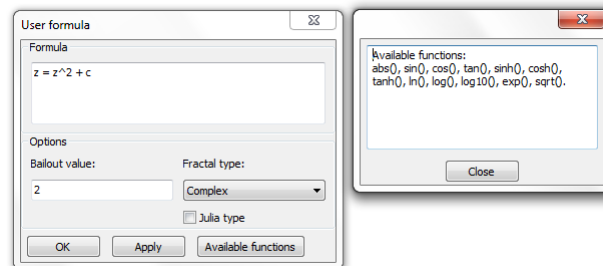 User formula
Formula
z = z^2 + c
Options
Bailout value:
Fractal type:
2
Complex
Julia type
OK
Apply
Available functions
Available functions:
abs(), sin(), cos(), tan(), sinh(), cosh(),
tanh(), ln(), log(), log10(), exp(), sqrt().
Close